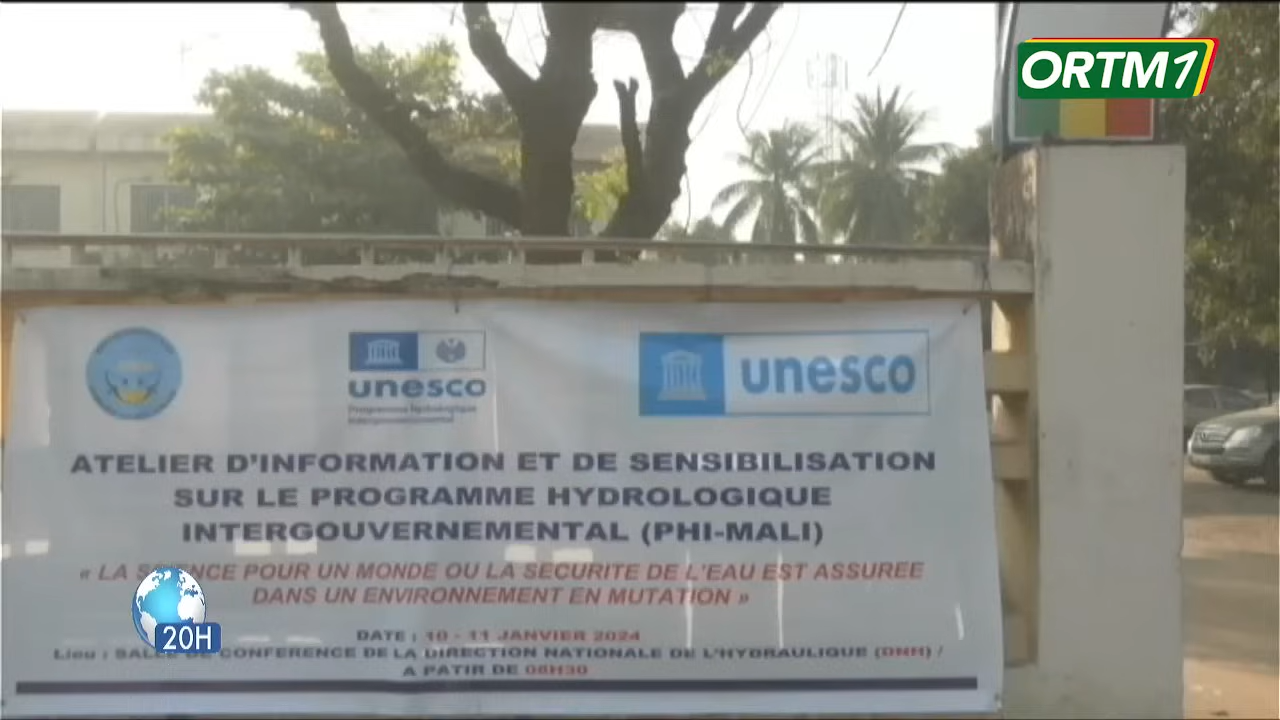 ORTM1
unesco
Programme Hydrologique
Intergouvernemental
unesco
ATELIER D'INFORMATION ET DE SENSIBILISATION
SUR LE PROGRAMME HYDROLOGIQUE
INTERGOUVERNEMENTAL (PHI-MALI)
« LA SCIENCE POUR UN MONDE OU LA SECURITE DE L'EAU EST ASSUREE
DANS UN ENVIRONNEMENT EN MUTATION »
DATE : 10 - 11 JANVIER 2024
Lieu : SALLE DE CONFERENCE DE LA DIRECTION NATIONALE DE L'HYDRAULIQUE (DNH) /
A PATIR DE 08H30
20H